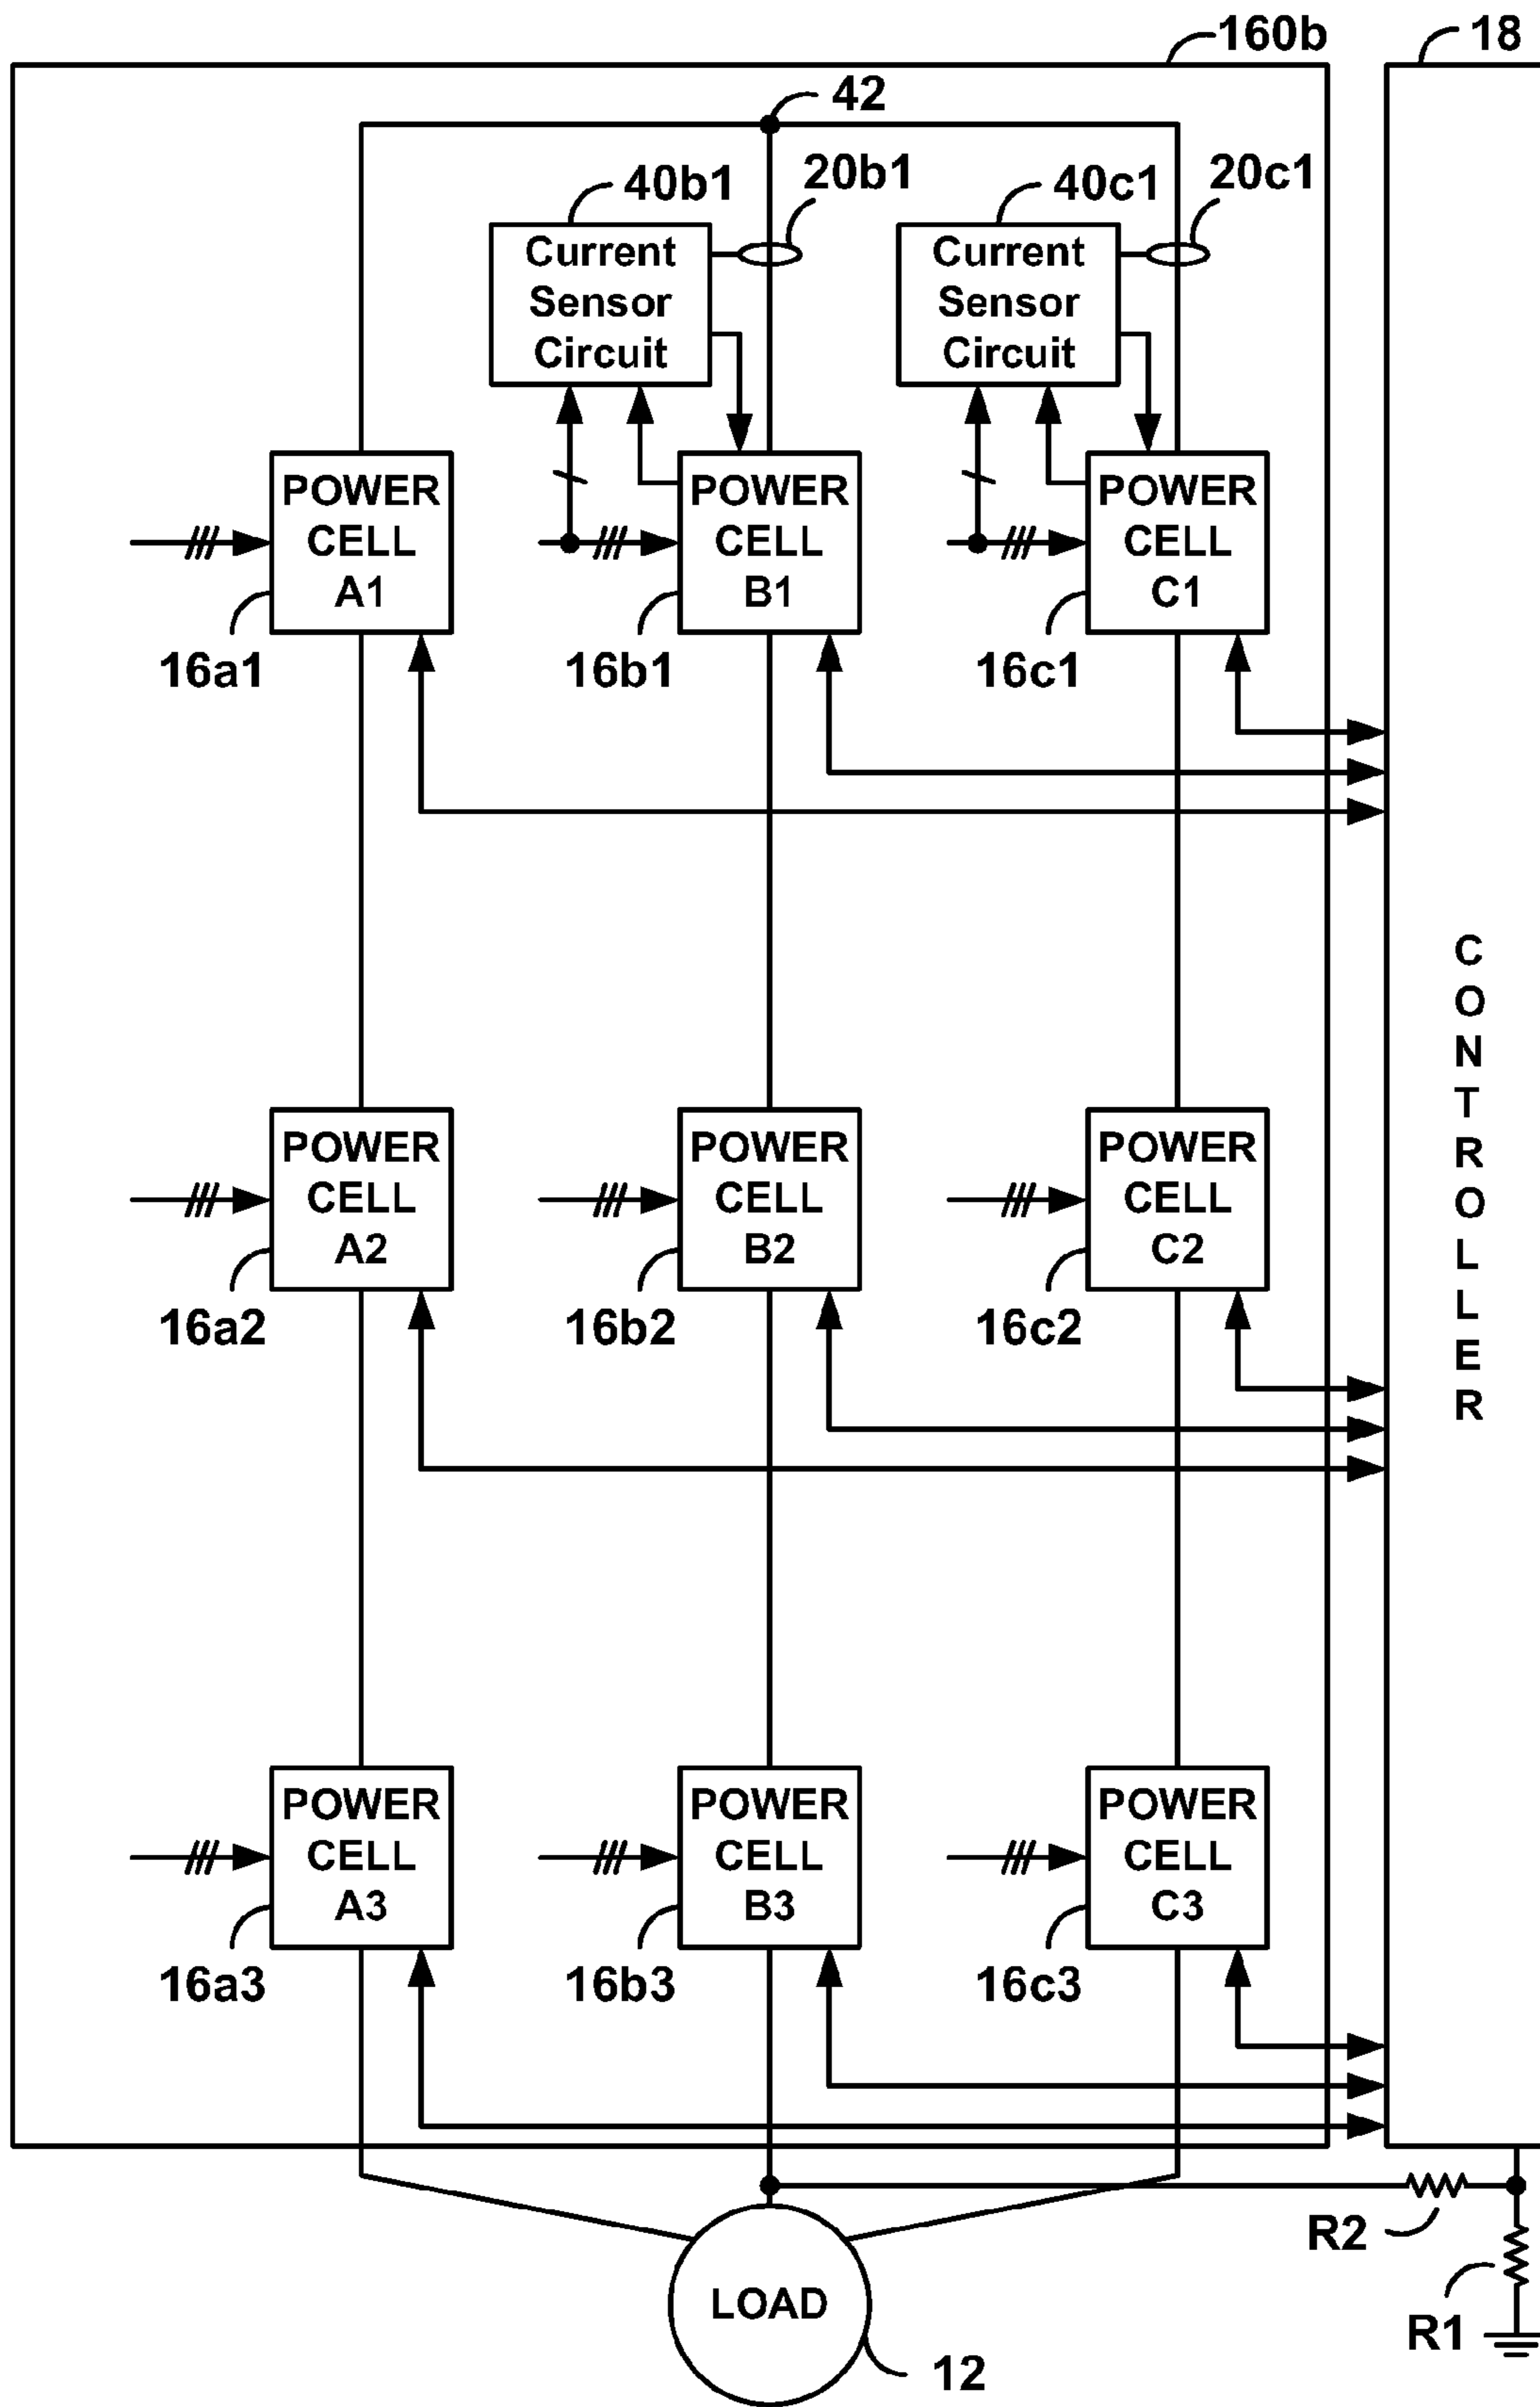 160b
18
42
40b1
20b1
40c1
20c1
Current
Sensor
Circuit
Current
Sensor
Circuit
POWER
CELL
A1
POWER
CELL
B1
POWER
CELL
C1
16a1
16b1
16c1
C
O
N
T
R
O
L
L
E
R
POWER
CELL
A2
POWER
CELL
B2
POWER
CELL
C2
16a2
16b2
16c2
POWER
CELL
A3
POWER
CELL
B3
POWER
CELL
C3
16a3
16b3
16c3
R2
LOAD
R1
12